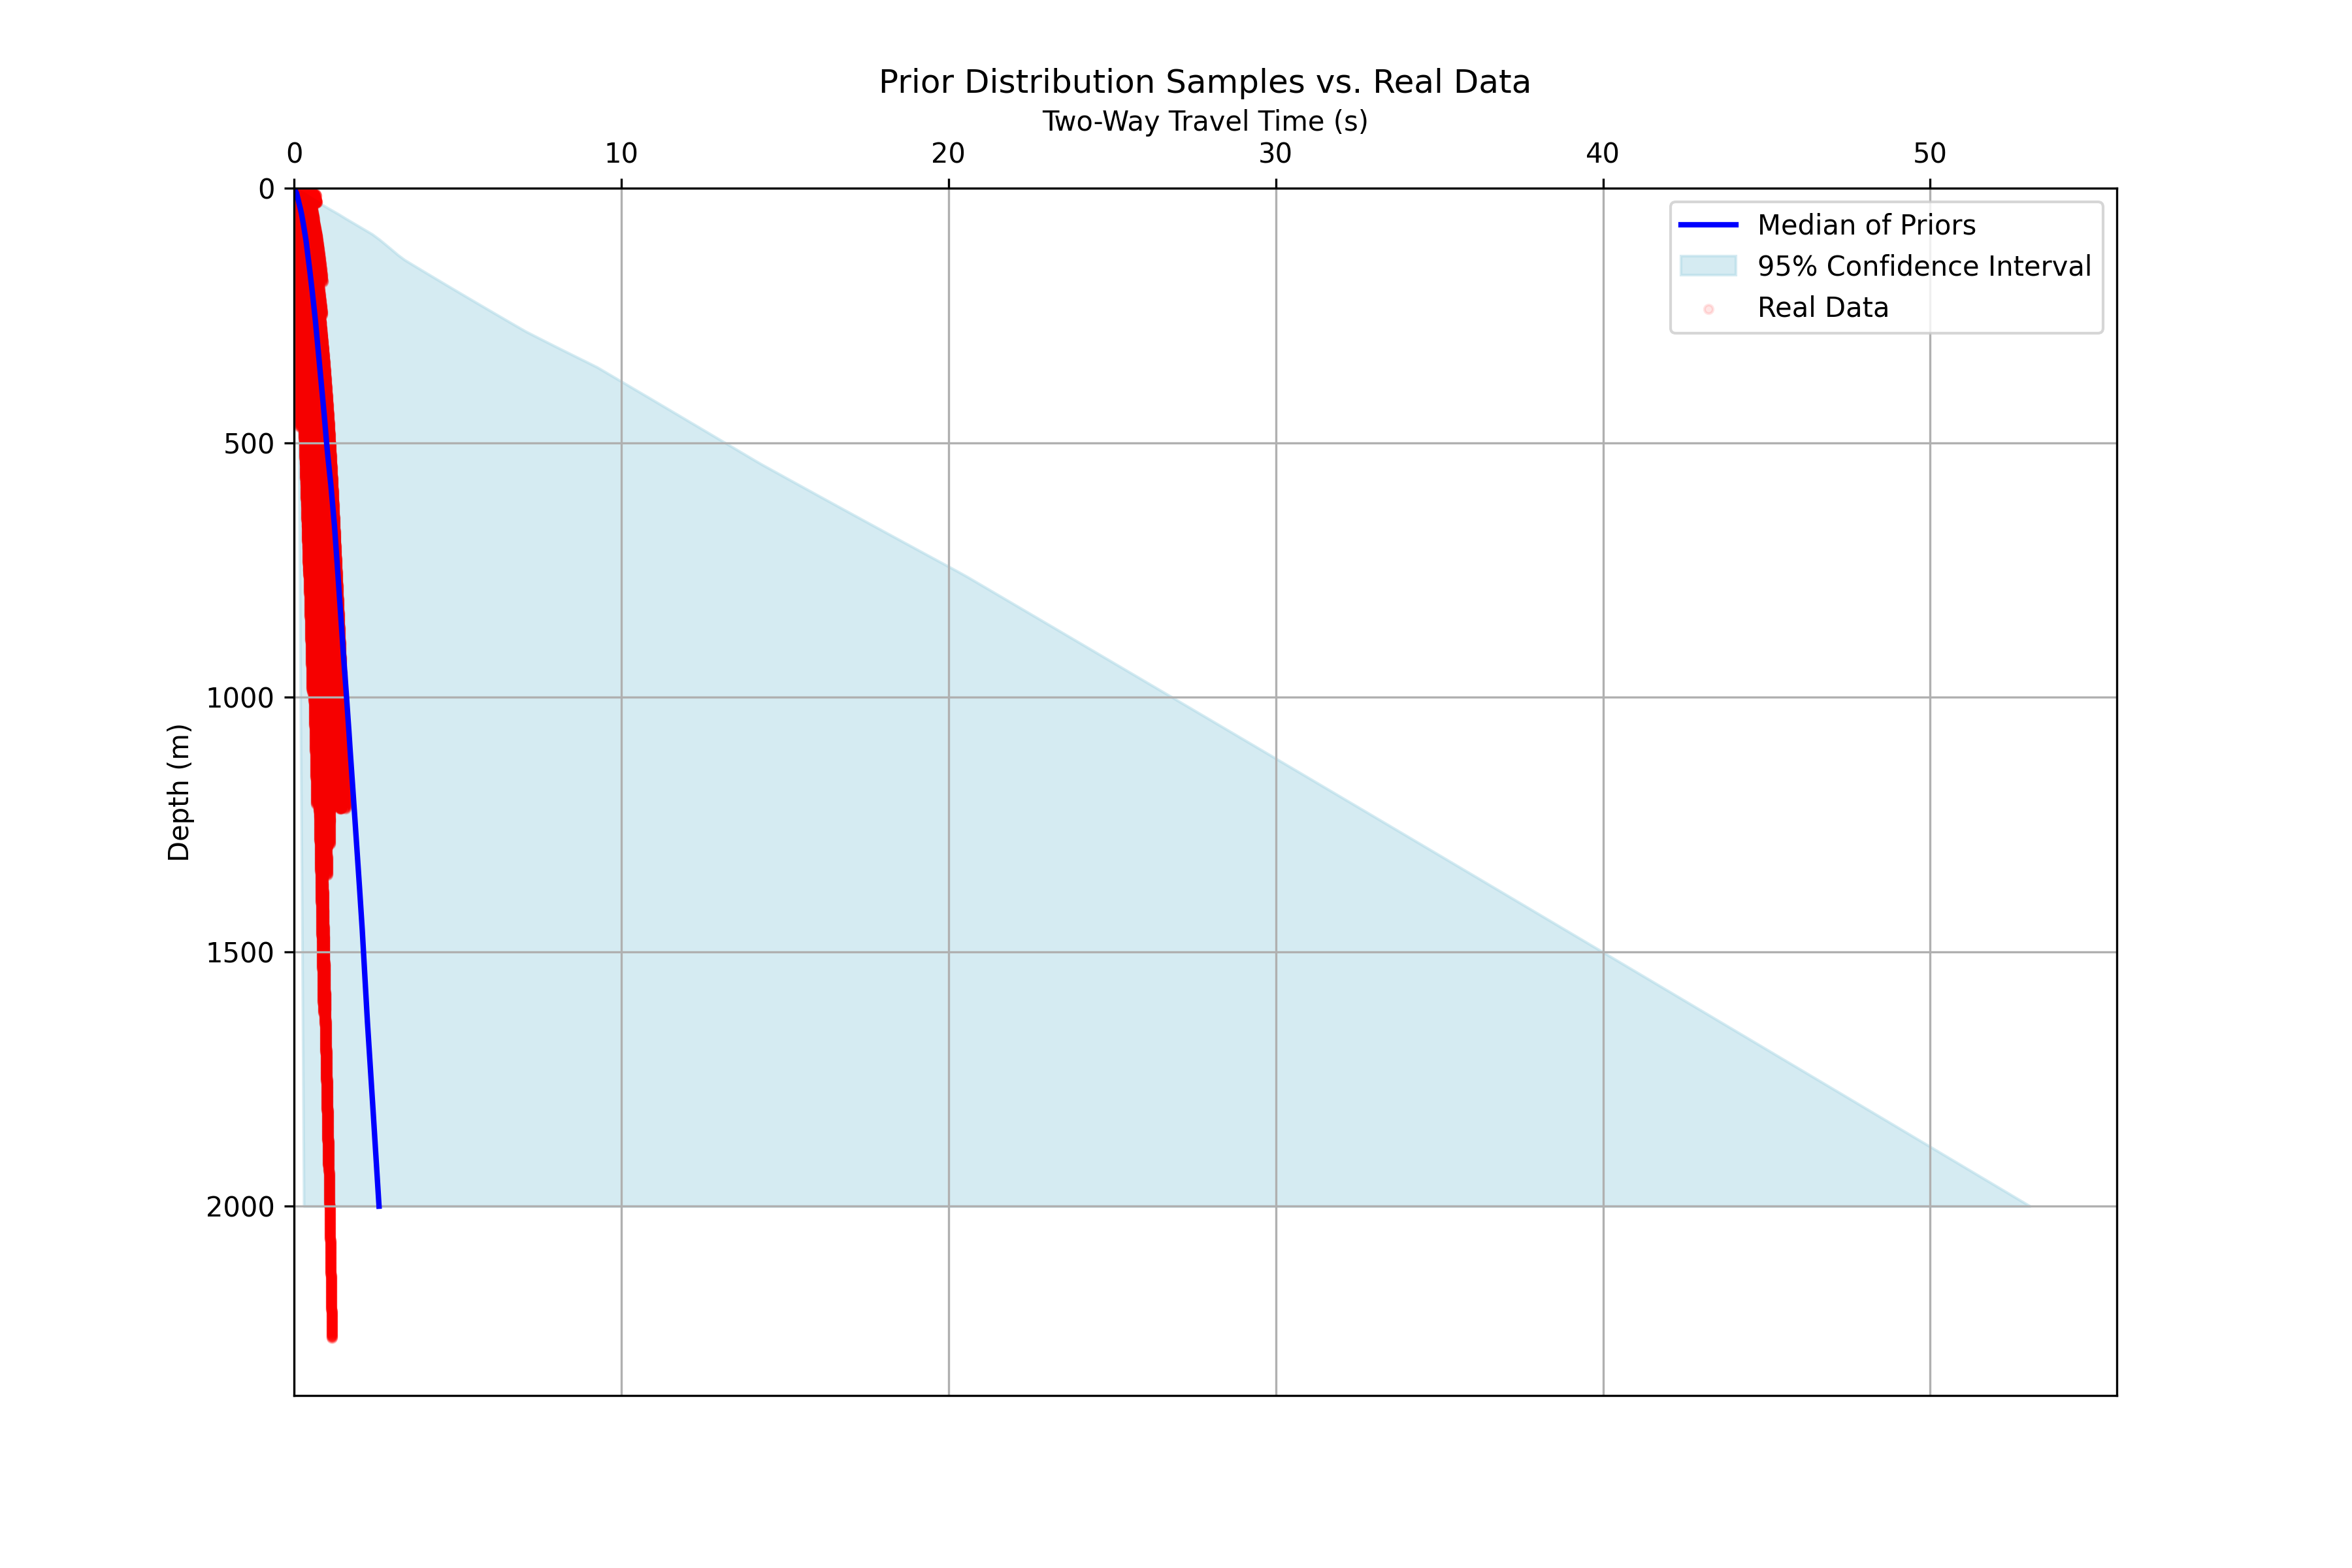 Prior Distribution Samples vs. Real Data
Two-Way Travel Time (s)
0 10 20 30 40 50
0
500
1000
1500
2000
Depth (m)
Median of Priors
95% Confidence Interval
Real Data